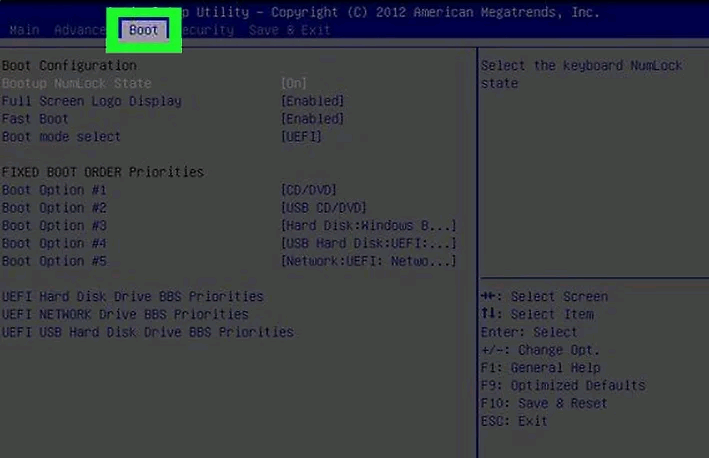 Utility - Copyright (C) 2012 American Megatrends, Inc.
Main Advance Boot ecurity Save & Exit
Boot Configuration
Bootup NumLock State [On]
Full Screen Logo Display [Enabled]
Fast Boot [Enabled]
Boot mode select [UEFI]
FIXED BOOT ORDER Priorities
Boot Option #1 [CD/DVD]
Boot Option #2 [USB CD/DVD]
Boot Option #3 [Hard Disk:Windows B...]
Boot Option #4 [USB Hard Disk:UEFI:...]
Boot Option #5 [Network:UEFI: Netwo...]
UEFI Hard Disk Drive BBS Priorities
UEFI NETWORK Drive BBS Priorities
UEFI USB Hard Disk Drive BBS Priorities
Select the keyboard NumLock
state
→←: Select Screen
↑↓: Select Item
Enter: Select
+/-: Change Opt.
F1: General Help
F9: Optimized Defaults
F10: Save & Reset
ESC: Exit